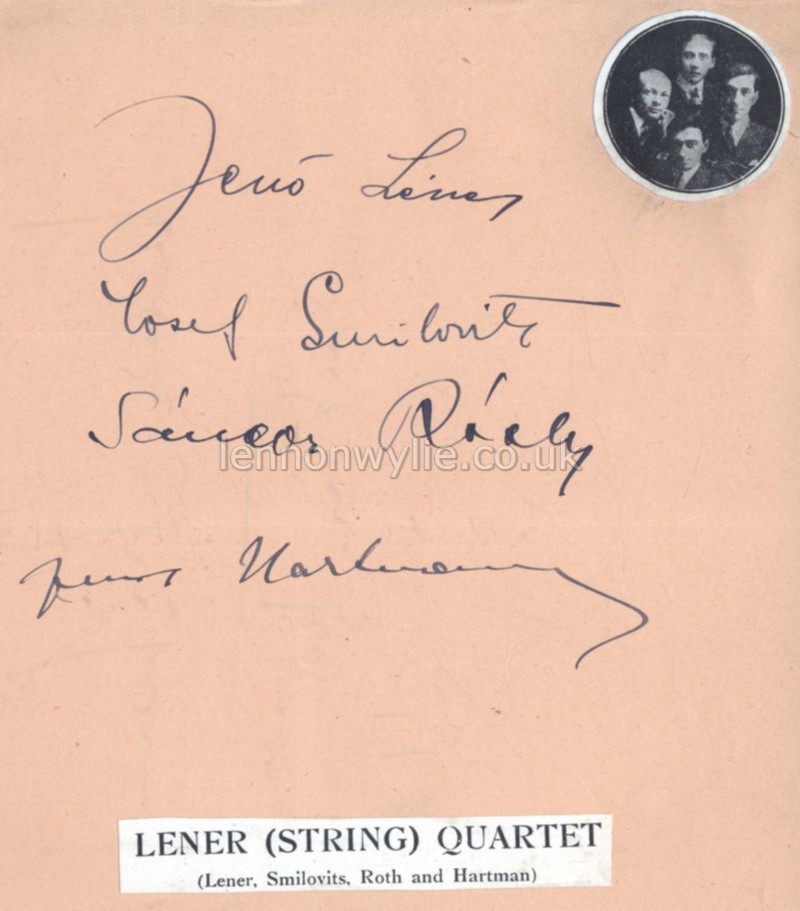 Jenő Léner
Josef Smilovits
Sándor Róth
lennonwylie.co.uk
Hartmann
LENER (STRING) QUARTET
(Lener, Smilovits, Roth and Hartman)